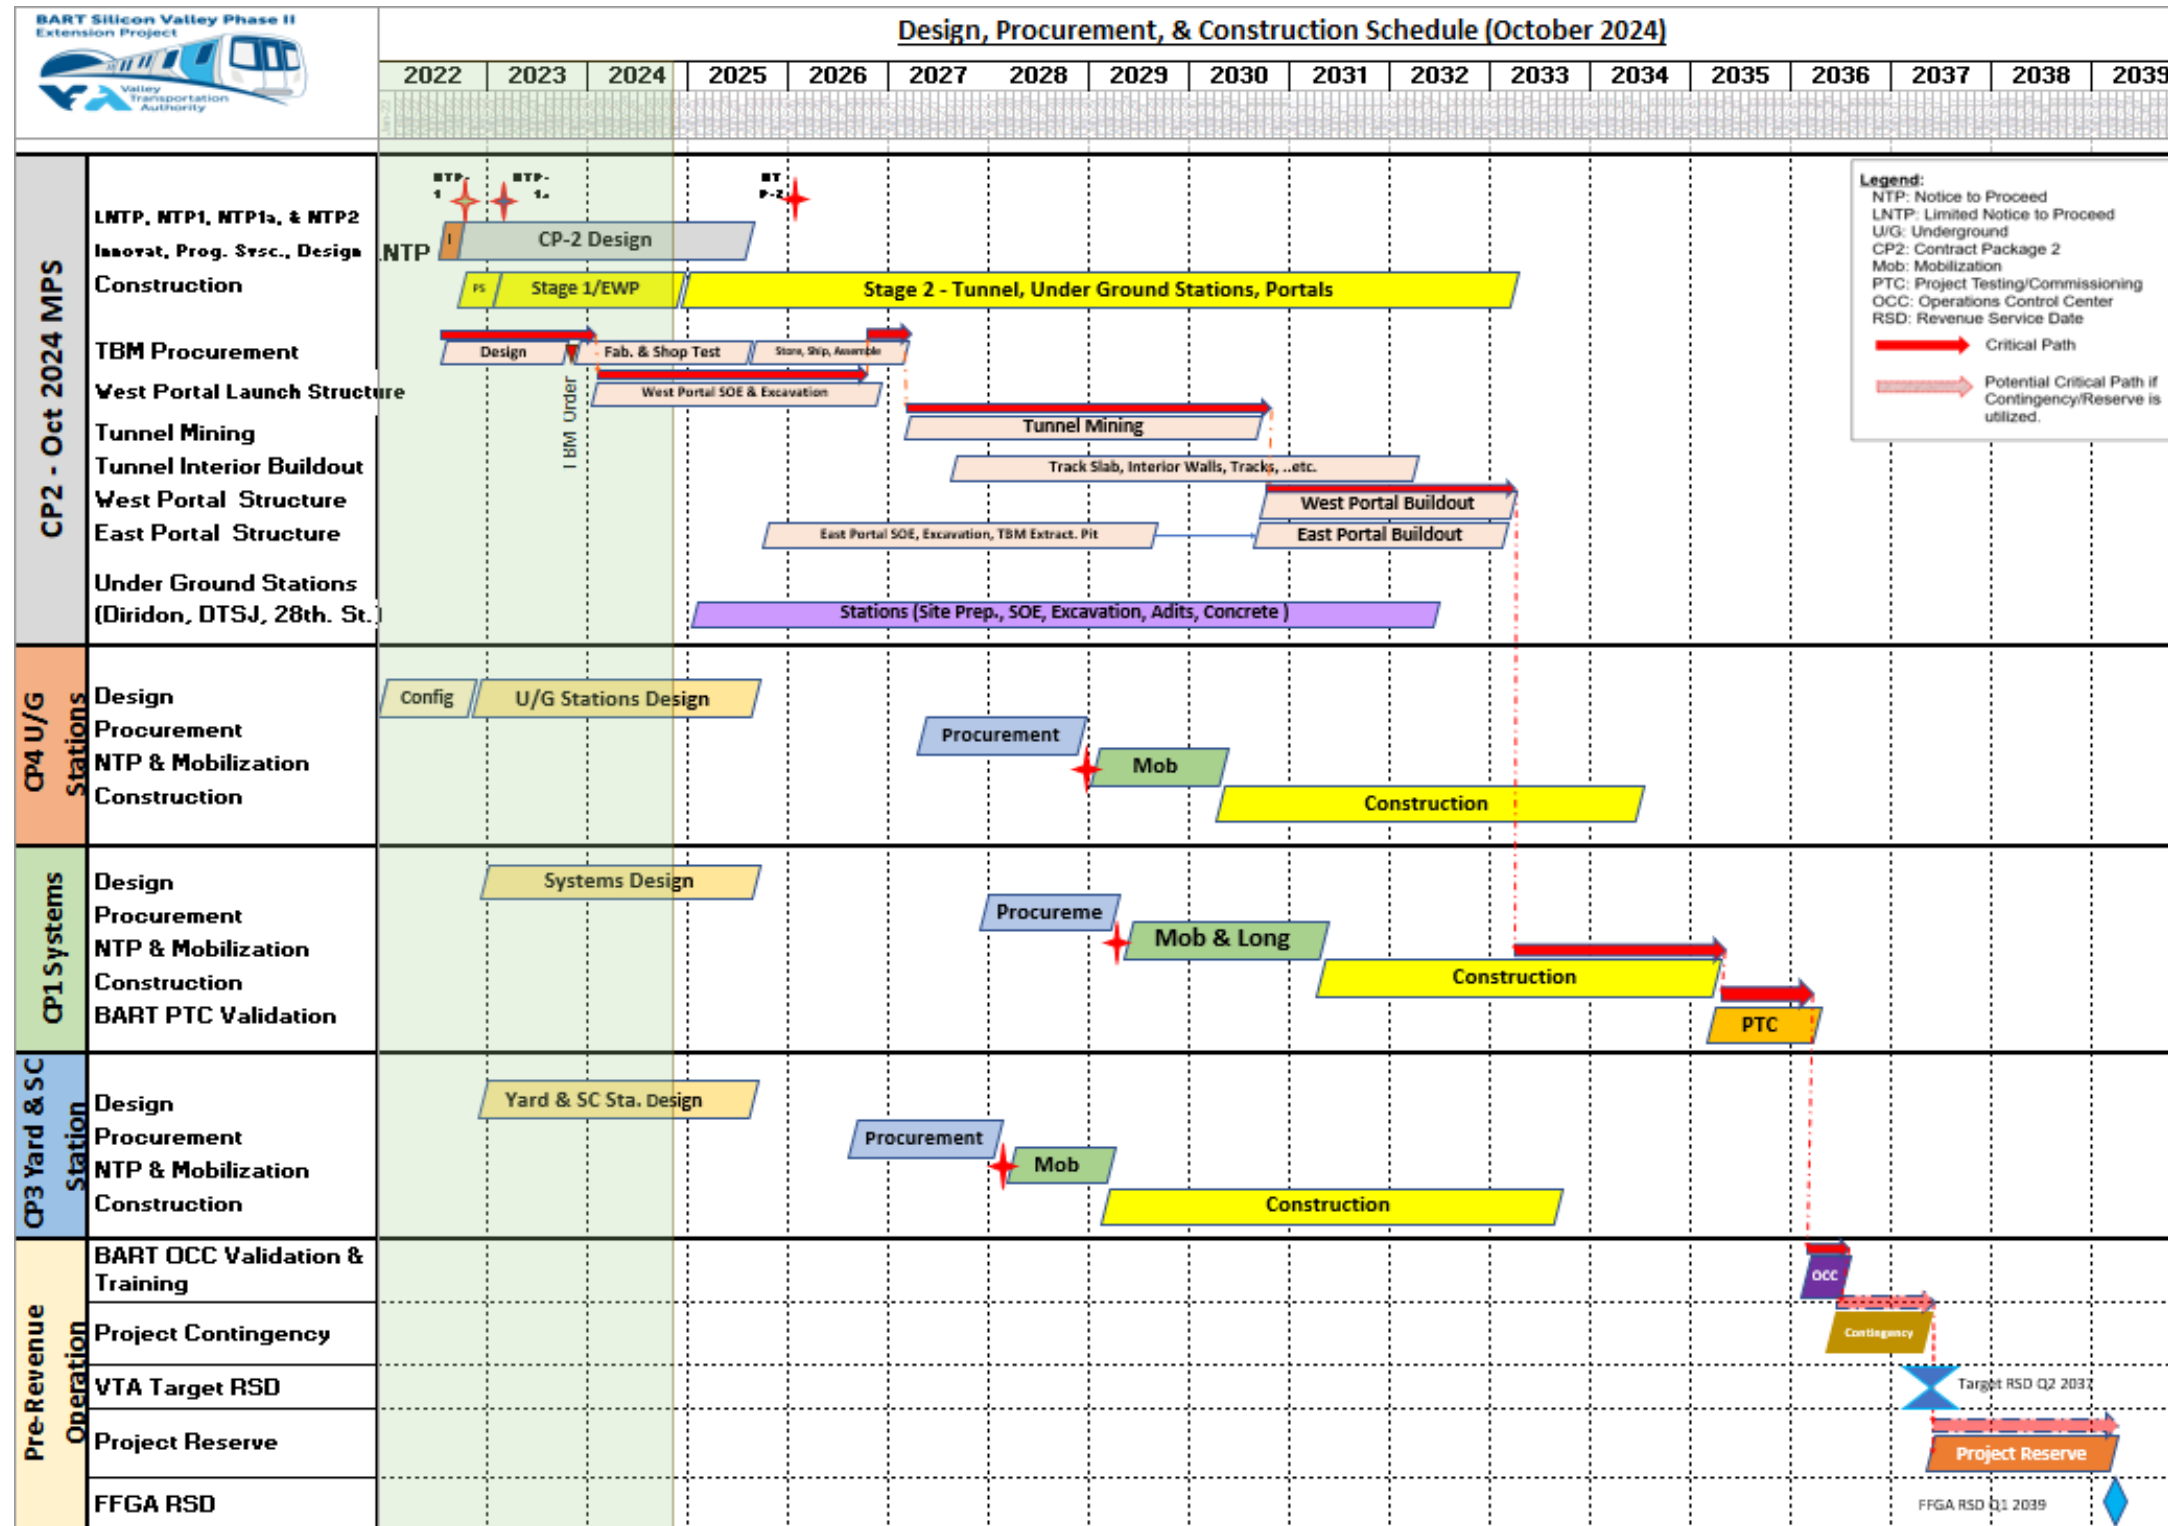 BART Silicon Valley Phase II
Extension Project
Valley
Transportation
Authority
Design, Procurement, & Construction Schedule (October 2024)
2022 2023 2024 2025 2026 2027 2028 2029 2030 2031 2032 2033 2034 2035 2036 2037 2038 2039
Legend:
NTP: Notice to Proceed
LNTP: Limited Notice to Proceed
U/G: Underground
CP2: Contract Package 2
Mob: Mobilization
PTC: Project Testing/Commissioning
OCC: Operations Control Center
RSD: Revenue Service Date
Critical Path
Potential Critical Path if
Contingency/Reserve is
utilized.
CP2 - Oct 2024 MPS
NTP-
1
NTP-
1a
NT
P-2
LNTP, NTP1, NTP1a, & NTP2
Innovat, Prog. Svsc., Design
LNTP
I
CP-2 Design
Construction
PS
Stage 1/EWP
Stage 2 - Tunnel, Under Ground Stations, Portals
TBM Procurement
Design
Fab. & Shop Test
Store, Ship, Assemble
TBM Order
West Portal Launch Structure
West Portal SOE & Excavation
Tunnel Mining
Tunnel Mining
Tunnel Interior Buildout
Track Slab, Interior Walls, Tracks, ..etc.
West Portal Structure
West Portal Buildout
East Portal Structure
East Portal SOE, Excavation, TBM Extract. Pit
East Portal Buildout
Under Ground Stations
(Diridon, DTSJ, 28th. St.)
Stations (Site Prep., SOE, Excavation, Adits, Concrete )
CP4 U/G
Stations
Design
Config
U/G Stations Design
Procurement
Procurement
NTP & Mobilization
Mob
Construction
Construction
CP1 Systems
Design
Systems Design
Procurement
Procureme
NTP & Mobilization
Mob & Long
Construction
Construction
BART PTC Validation
PTC
CP3 Yard & SC
Station
Design
Yard & SC Sta. Design
Procurement
Procurement
NTP & Mobilization
Mob
Construction
Construction
Pre-Revenue
Operation
BART OCC Validation &
Training
OCC
Project Contingency
Contingency
VTA Target RSD
Target RSD Q2 2037
Project Reserve
Project Reserve
FFGA RSD
FFGA RSD Q1 2039